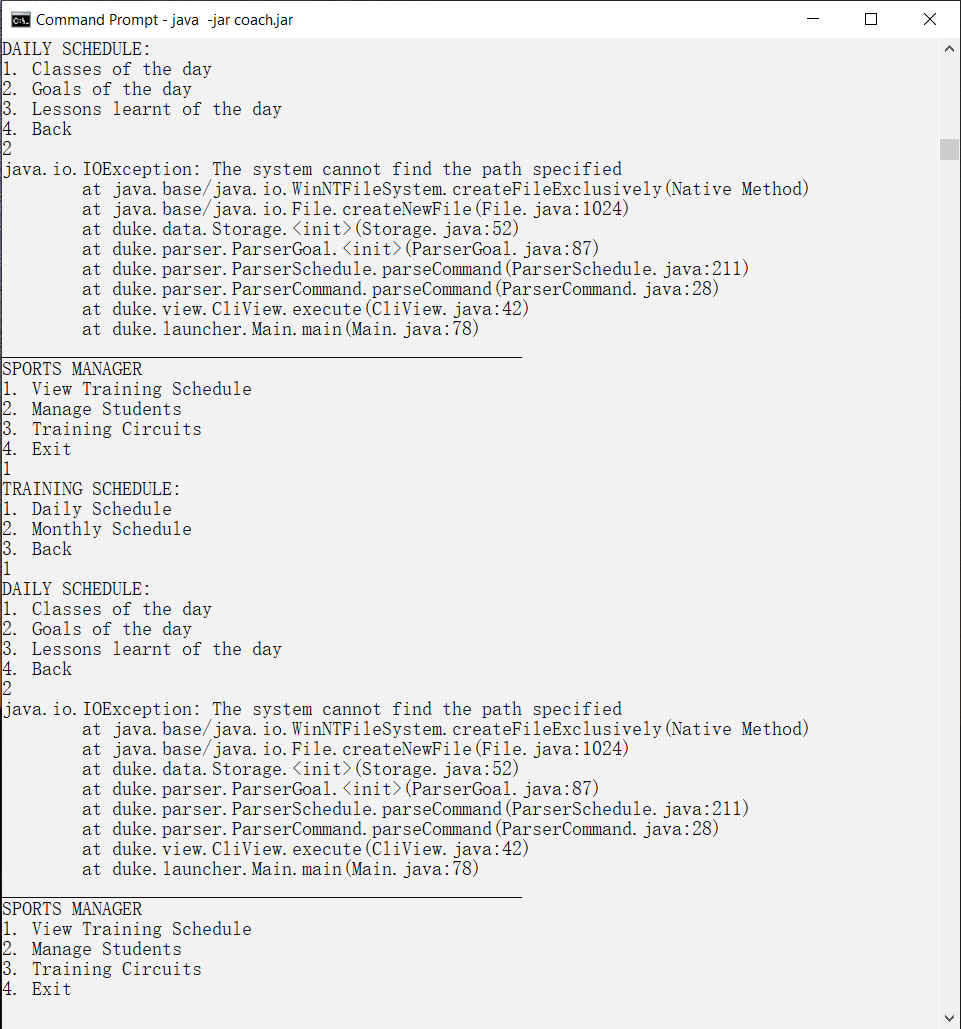 Command Prompt - java  -jar coach.jar
DAILY SCHEDULE:
1. Classes of the day
2. Goals of the day
3. Lessons learnt of the day
4. Back
2
java.io.IOException: The system cannot find the path specified
        at java.base/java.io.WinNTFileSystem.createFileExclusively(Native Method)
        at java.base/java.io.File.createNewFile(File.java:1024)
        at duke.data.Storage.<init>(Storage.java:52)
        at duke.parser.ParserGoal.<init>(ParserGoal.java:87)
        at duke.parser.ParserSchedule.parseCommand(ParserSchedule.java:211)
        at duke.parser.ParserCommand.parseCommand(ParserCommand.java:28)
        at duke.view.CliView.execute(CliView.java:42)
        at duke.launcher.Main.main(Main.java:78)
____________________________________________________
SPORTS MANAGER
1. View Training Schedule
2. Manage Students
3. Training Circuits
4. Exit
1
TRAINING SCHEDULE:
1. Daily Schedule
2. Monthly Schedule
3. Back
1
DAILY SCHEDULE:
1. Classes of the day
2. Goals of the day
3. Lessons learnt of the day
4. Back
2
java.io.IOException: The system cannot find the path specified
        at java.base/java.io.WinNTFileSystem.createFileExclusively(Native Method)
        at java.base/java.io.File.createNewFile(File.java:1024)
        at duke.data.Storage.<init>(Storage.java:52)
        at duke.parser.ParserGoal.<init>(ParserGoal.java:87)
        at duke.parser.ParserSchedule.parseCommand(ParserSchedule.java:211)
        at duke.parser.ParserCommand.parseCommand(ParserCommand.java:28)
        at duke.view.CliView.execute(CliView.java:42)
        at duke.launcher.Main.main(Main.java:78)
____________________________________________________
SPORTS MANAGER
1. View Training Schedule
2. Manage Students
3. Training Circuits
4. Exit